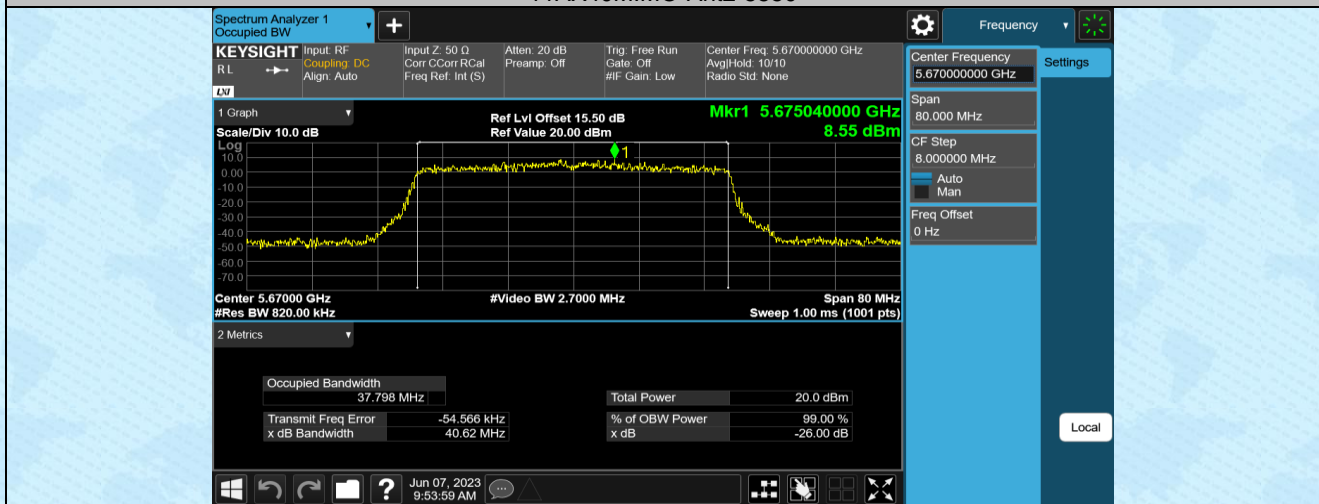 Spectrum Analyzer 1
Occupied BW
+
Frequency
KEYSIGHT
R L
LXI
Input: RF
Coupling: DC
Align: Auto
Input Z: 50 Ω
Corr CCorr RCal
Freq Ref: Int (S)
Atten: 20 dB
Preamp: Off
Trig: Free Run
Gate: Off
#IF Gain: Low
Center Freq: 5.670000000 GHz
Avg|Hold: 10/10
Radio Std: None
Center Frequency
5.670000000 GHz
Settings
Span
80.000 MHz
CF Step
8.000000 MHz
Auto
Man
Freq Offset
0 Hz
1 Graph
Scale/Div 10.0 dB
Ref Lvl Offset 15.50 dB
Ref Value 20.00 dBm
Mkr1 5.675040000 GHz
8.55 dBm
Log
10.0
0.00
-10.0
-20.0
-30.0
-40.0
-50.0
-60.0
-70.0
1
Center 5.67000 GHz
#Res BW 820.00 kHz
#Video BW 2.7000 MHz
Span 80 MHz
Sweep 1.00 ms (1001 pts)
2 Metrics
Occupied Bandwidth
37.798 MHz
Total Power 20.0 dBm
Transmit Freq Error -54.566 kHz
% of OBW Power 99.00 %
x dB Bandwidth 40.62 MHz
x dB -26.00 dB
Local
?
Jun 07, 2023
9:53:59 AM